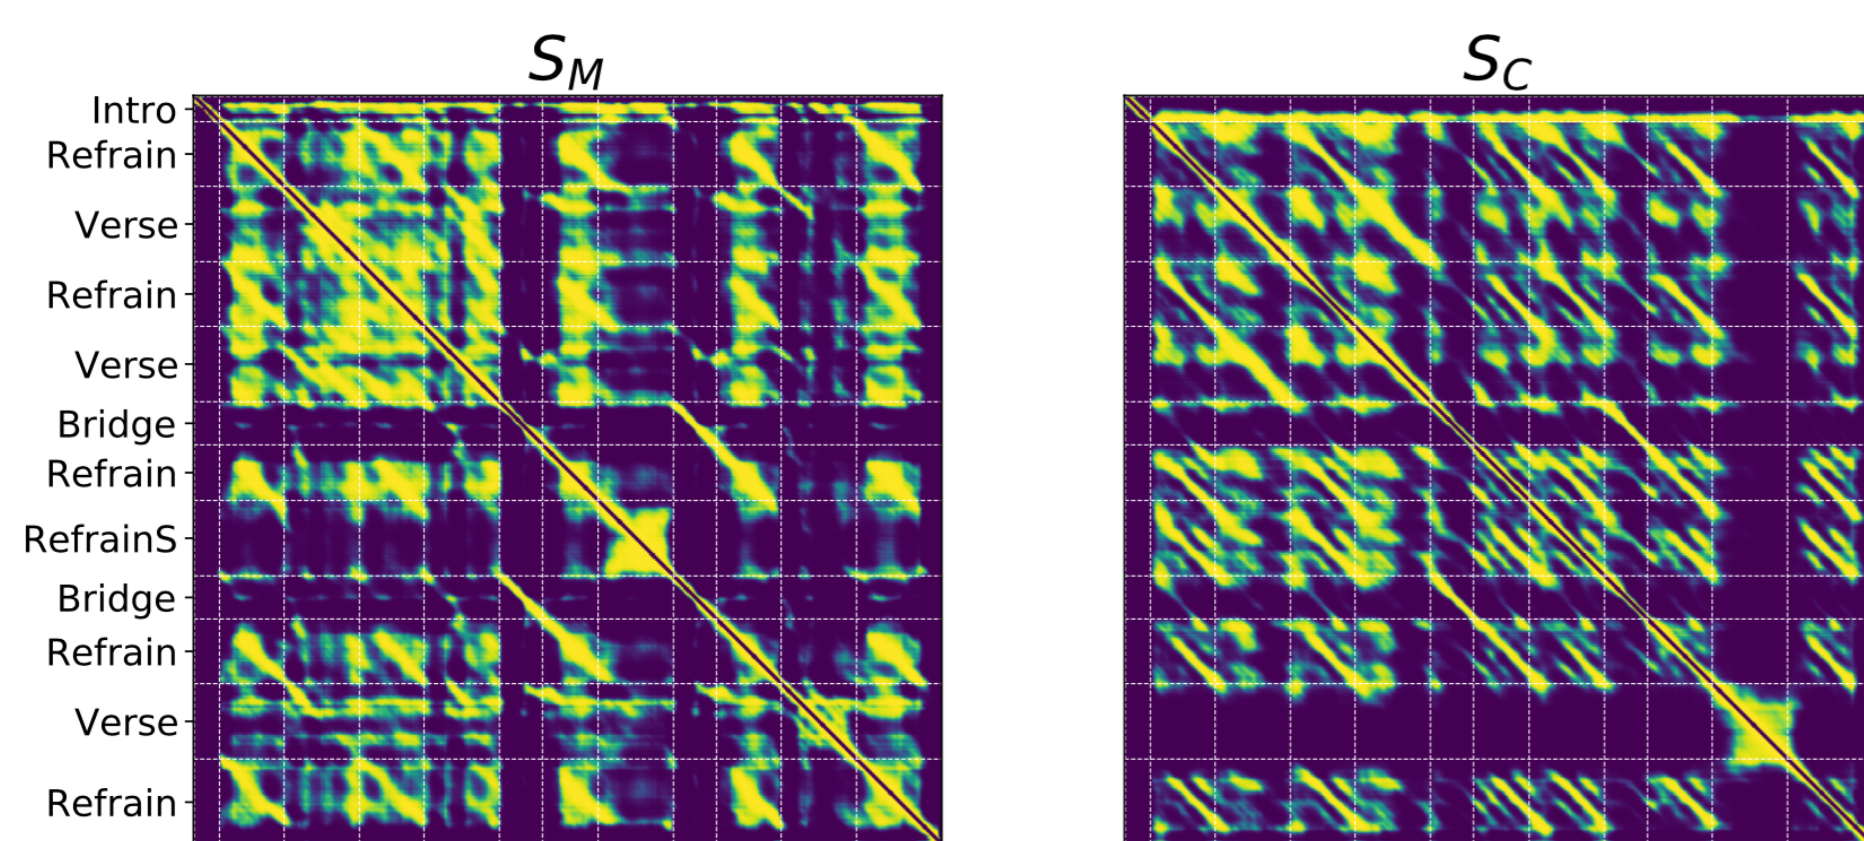 S_M
S_C
Intro
Refrain
Verse
Refrain
Verse
Bridge
Refrain
RefrainS
Bridge
Refrain
Verse
Refrain